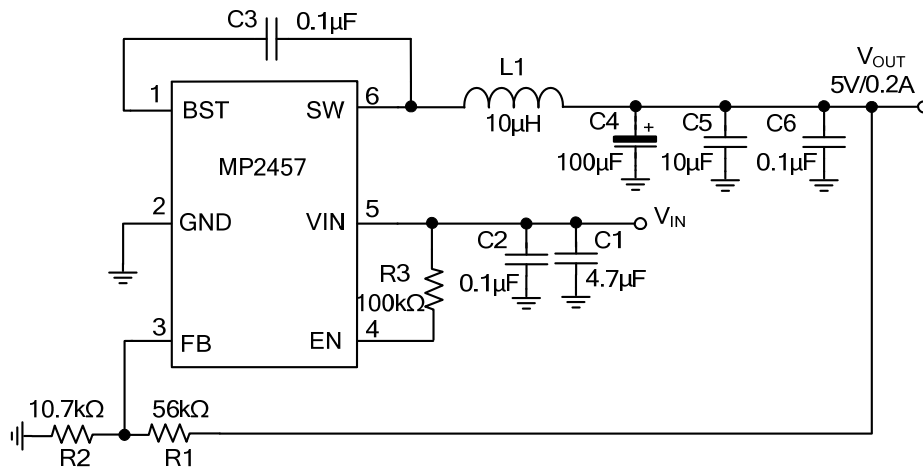 C3 0.1µF
1 BST
SW 6
L1
10µH
V_OUT
5V/0.2A
C4
+
100µF
C5
10µF
C6
0.1µF
MP2457
2 GND
VIN 5
V_IN
C2
0.1µF
C1
4.7µF
R3
100kΩ
3 FB
EN 4
10.7kΩ
R2
56kΩ
R1